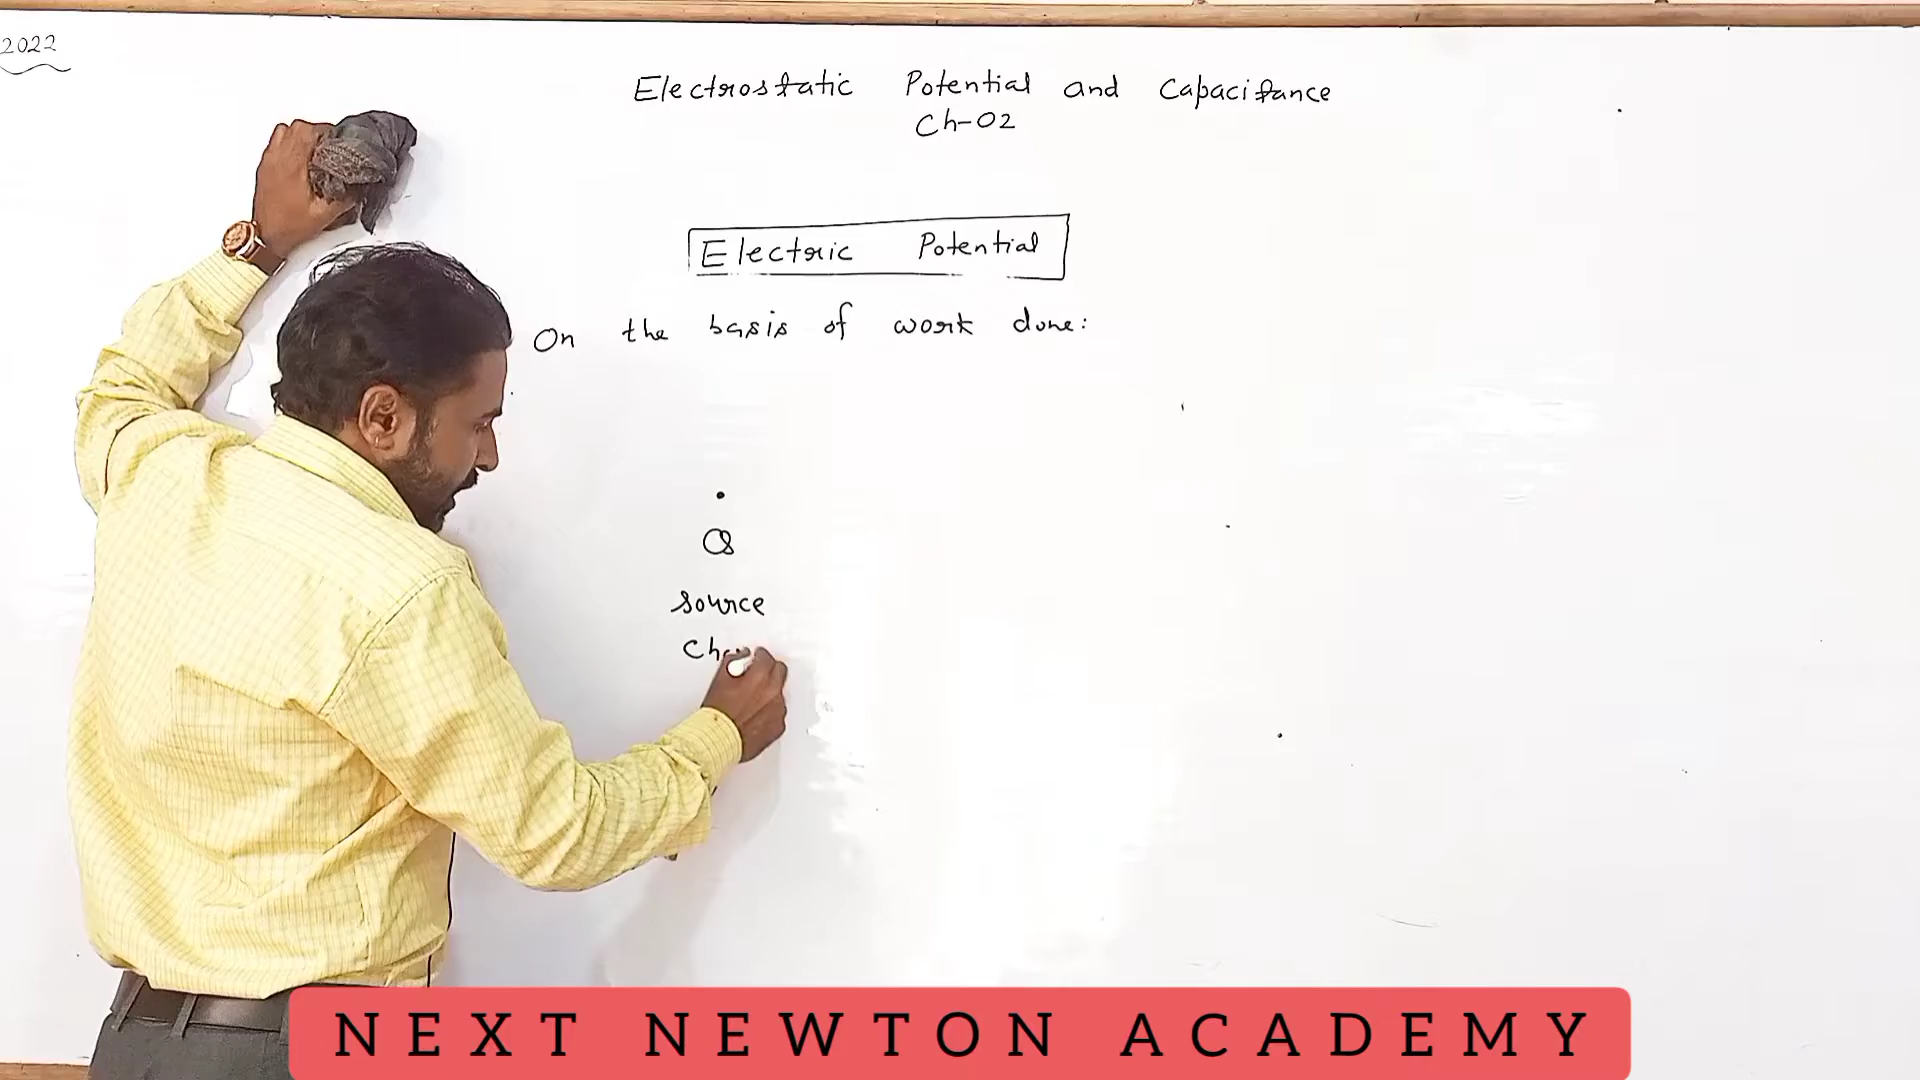 2022
Electrostatic Potential and Capacitance
Ch-02
Electric Potential
On the basis of work done:
Q
source
NEXT NEWTON ACADEMY